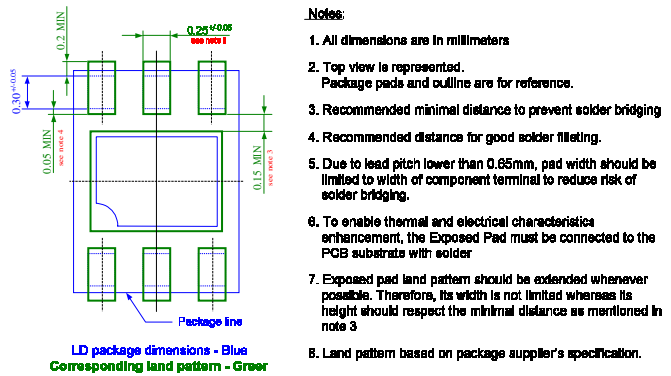 0.2 MIN
0.25+/-0.05
see note 5
0.30+/-0.05
0.05 MIN
see note 4
0.15 MIN
see note 3
Package line
LD package dimensions - Blue
Corresponding land pattern - Green
Notes:
1. All dimensions are in millimeters
2. Top view is represented.
Package pads and outline are for reference.
3. Recommended minimal distance to prevent solder bridging
4. Recommended distance for good solder filleting.
5. Due to lead pitch lower than 0.65mm, pad width should be
limited to width of component terminal to reduce risk of
solder bridging.
6. To enable thermal and electrical characteristics
enhancement, the Exposed Pad must be connected to the
PCB substrate with solder
7. Exposed pad land pattern should be extended whenever
possible. Therefore, its width is not limited whereas its
height should respect the minimal distance as mentioned in
note 3
8. Land pattern based on package supplier's specification.